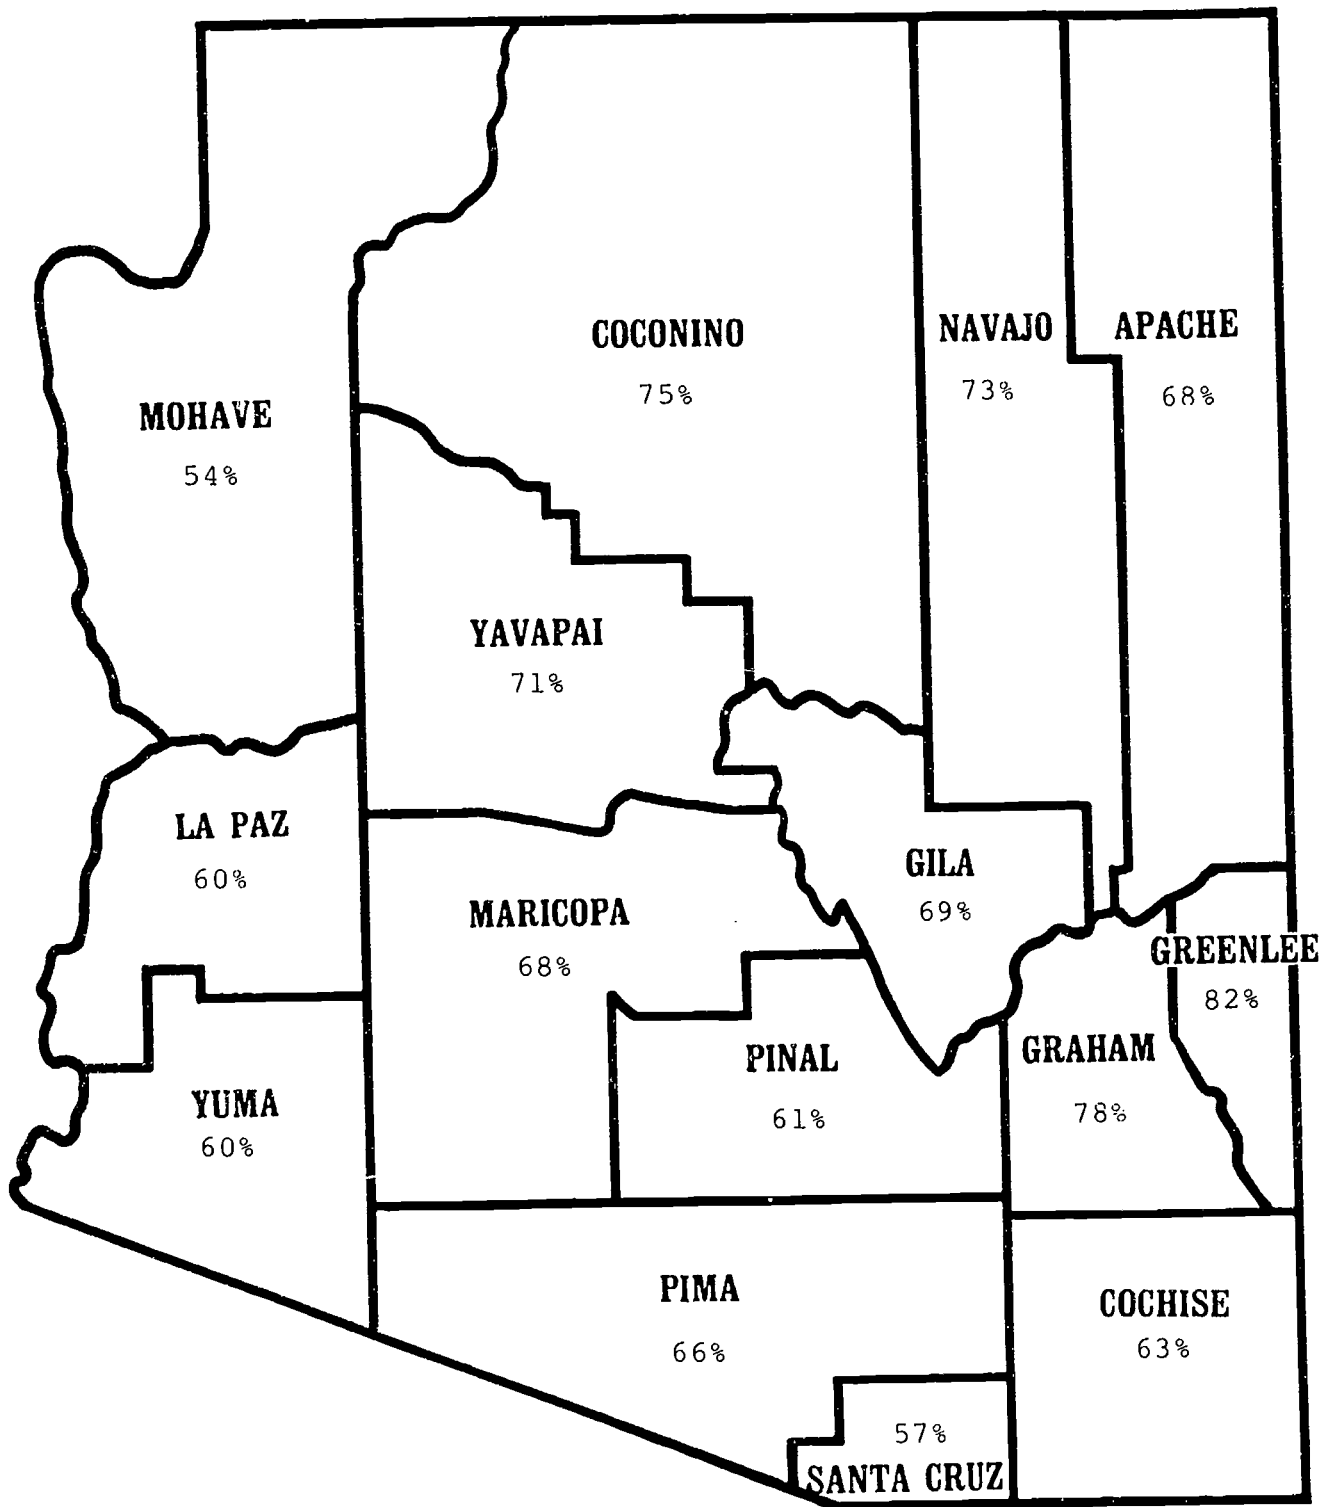 COCONINO
75%
NAVAJO
73%
APACHE
68%
MOHAVE
54%
YAVAPAI
71%
LA PAZ
60%
MARICOPA
68%
GILA
69%
GREENLEE
82%
PINAL
61%
GRAHAM
78%
YUMA
60%
PIMA
66%
COCHISE
63%
57%
SANTA CRUZ